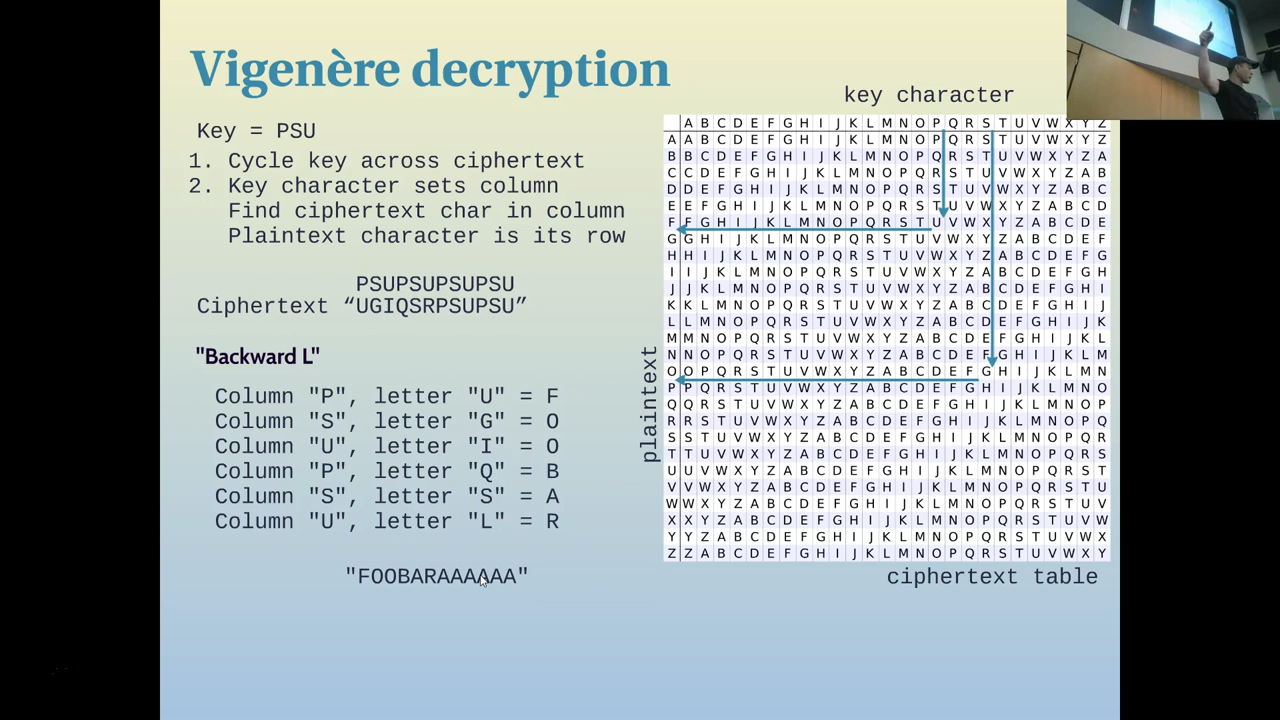 Vigenère decryption
Key = PSU
1. Cycle key across ciphertext
2. Key character sets column
Find ciphertext char in column
Plaintext character is its row
PSUPSUPSUPSU
Ciphertext “UGIQSRPSUPSU”
"Backward L"
Column "P", letter "U" = F
Column "S", letter "G" = O
Column "U", letter "I" = O
Column "P", letter "Q" = B
Column "S", letter "S" = A
Column "U", letter "L" = R
"FOOBARAAAAAA"
key character
A B C D E F G H I J K L M N O P Q R S T U V W X Y Z
A A B C D E F G H I J K L M N O P Q R S T U V W X Y Z
B B C D E F G H I J K L M N O P Q R S T U V W X Y Z A
C C D E F G H I J K L M N O P Q R S T U V W X Y Z A B
D D E F G H I J K L M N O P Q R S T U V W X Y Z A B C
E E F G H I J K L M N O P Q R S T U V W X Y Z A B C D
F F G H I J K L M N O P Q R S T U V W X Y Z A B C D E
G G H I J K L M N O P Q R S T U V W X Y Z A B C D E F
H H I J K L M N O P Q R S T U V W X Y Z A B C D E F G
I I J K L M N O P Q R S T U V W X Y Z A B C D E F G H
J J K L M N O P Q R S T U V W X Y Z A B C D E F G H I
K K L M N O P Q R S T U V W X Y Z A B C D E F G H I J
L L M N O P Q R S T U V W X Y Z A B C D E F G H I J K
M M N O P Q R S T U V W X Y Z A B C D E F G H I J K L
N N O P Q R S T U V W X Y Z A B C D E F G H I J K L M
O O P Q R S T U V W X Y Z A B C D E F G H I J K L M N
P P Q R S T U V W X Y Z A B C D E F G H I J K L M N O
Q Q R S T U V W X Y Z A B C D E F G H I J K L M N O P
R R S T U V W X Y Z A B C D E F G H I J K L M N O P Q
S S T U V W X Y Z A B C D E F G H I J K L M N O P Q R
T T U V W X Y Z A B C D E F G H I J K L M N O P Q R S
U U V W X Y Z A B C D E F G H I J K L M N O P Q R S T
V V W X Y Z A B C D E F G H I J K L M N O P Q R S T U
W W X Y Z A B C D E F G H I J K L M N O P Q R S T U V
X X Y Z A B C D E F G H I J K L M N O P Q R S T U V W
Y Y Z A B C D E F G H I J K L M N O P Q R S T U V W X
Z Z A B C D E F G H I J K L M N O P Q R S T U V W X Y
plaintext
ciphertext table